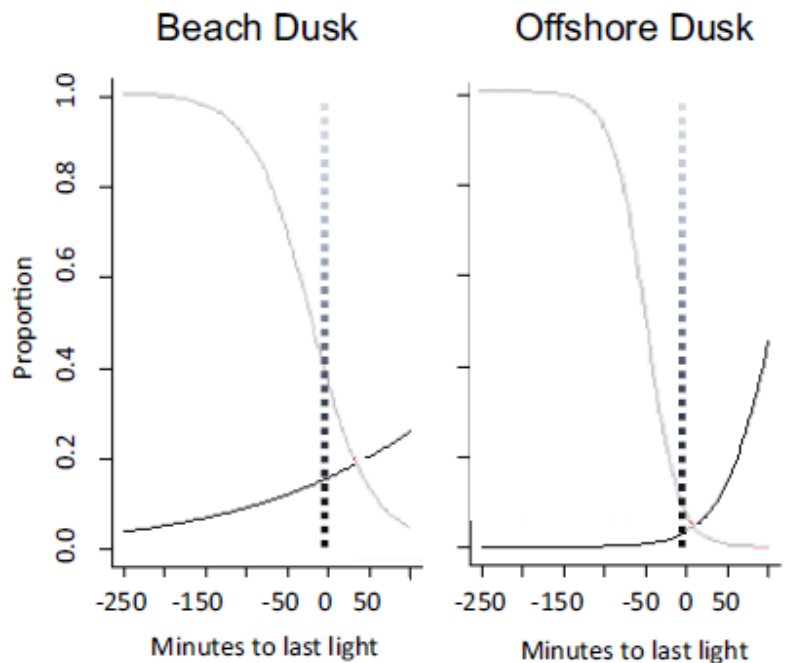 Beach Dusk
Offshore Dusk
Proportion
1.0
0.8
0.6
0.4
0.2
0.0
-250 -150 -50 0 50
-250 -150 -50 0 50
Minutes to last light
Minutes to last light